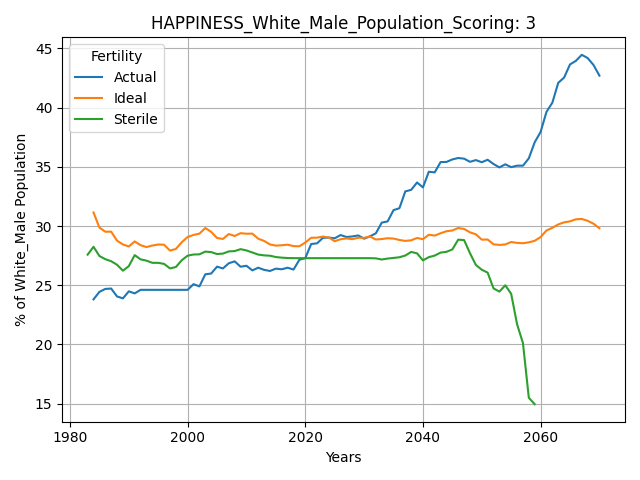 HAPPINESS_White_Male_Population_Scoring: 3
% of White_Male Population
45
40
35
30
25
20
15
Fertility
Actual
Ideal
Sterile
1980
2000
2020
2040
2060
Years